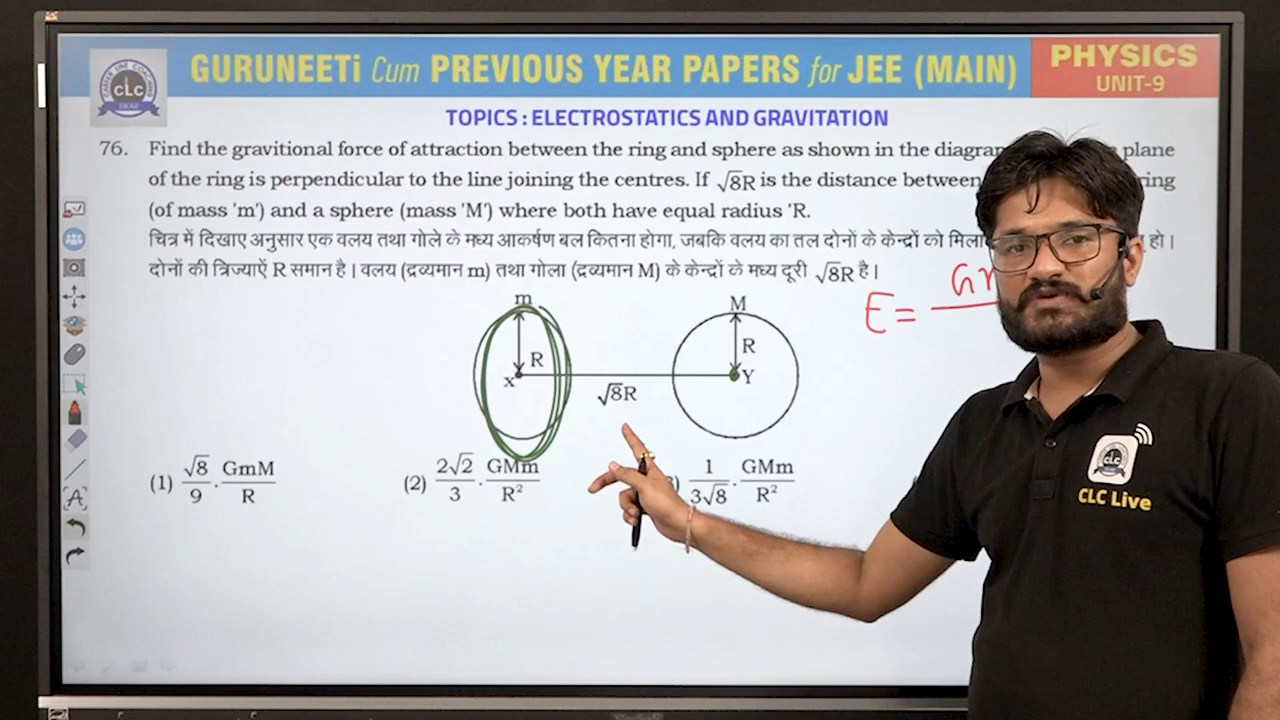 GURUNEETi Cum PREVIOUS YEAR PAPERS for JEE (MAIN)
PHYSICS
UNIT-9
CLC
TOPICS : ELECTROSTATICS AND GRAVITATION
76. Find the gravitional force of attraction between the ring and sphere as shown in the diagram plane
of the ring is perpendicular to the line joining the centres. If √8R is the distance between ring
(of mass 'm') and a sphere (mass 'M') where both have equal radius 'R.
चित्र में दिखाए अनुसार एक वलय तथा गोले के मध्य आकर्षण बल कितना होगा, जबकि वलय का तल दोनों के केन्द्रों को हो।
दोनों की त्रिज्याऐं R समान है। वलय (द्रव्यमान m) तथा गोला (द्रव्यमान M) के केन्द्रों के मध्य दूरी √8R है।
E = G
m M
R R
x Y
√8R
(1) √8/9 . GmM/R (2) 2√2/3 . GMm/R² 1/3√8 . GMm/R²
CLC
CLC Live